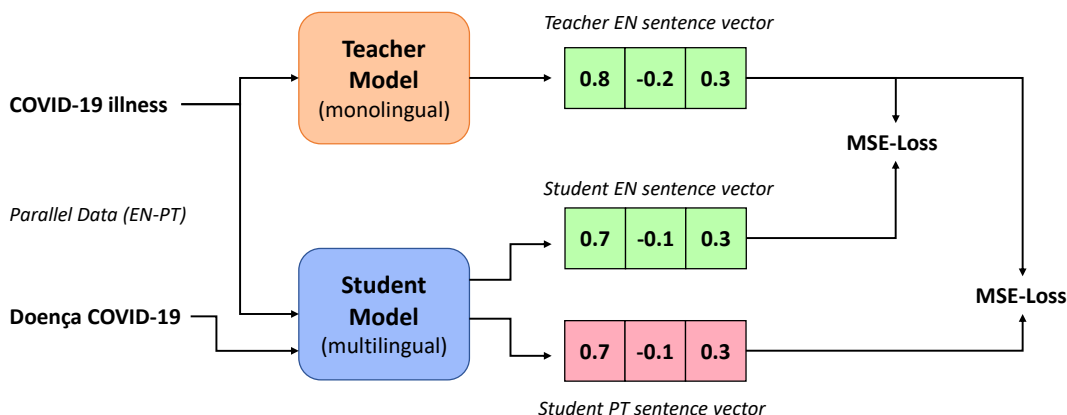 Teacher EN sentence vector
Teacher
Model
(monolingual)
0.8 -0.2 0.3
COVID-19 illness
MSE-Loss
Student EN sentence vector
Parallel Data (EN-PT)
0.7 -0.1 0.3
Student
Model
(multilingual)
MSE-Loss
Doença COVID-19
0.7 -0.1 0.3
Student PT sentence vector